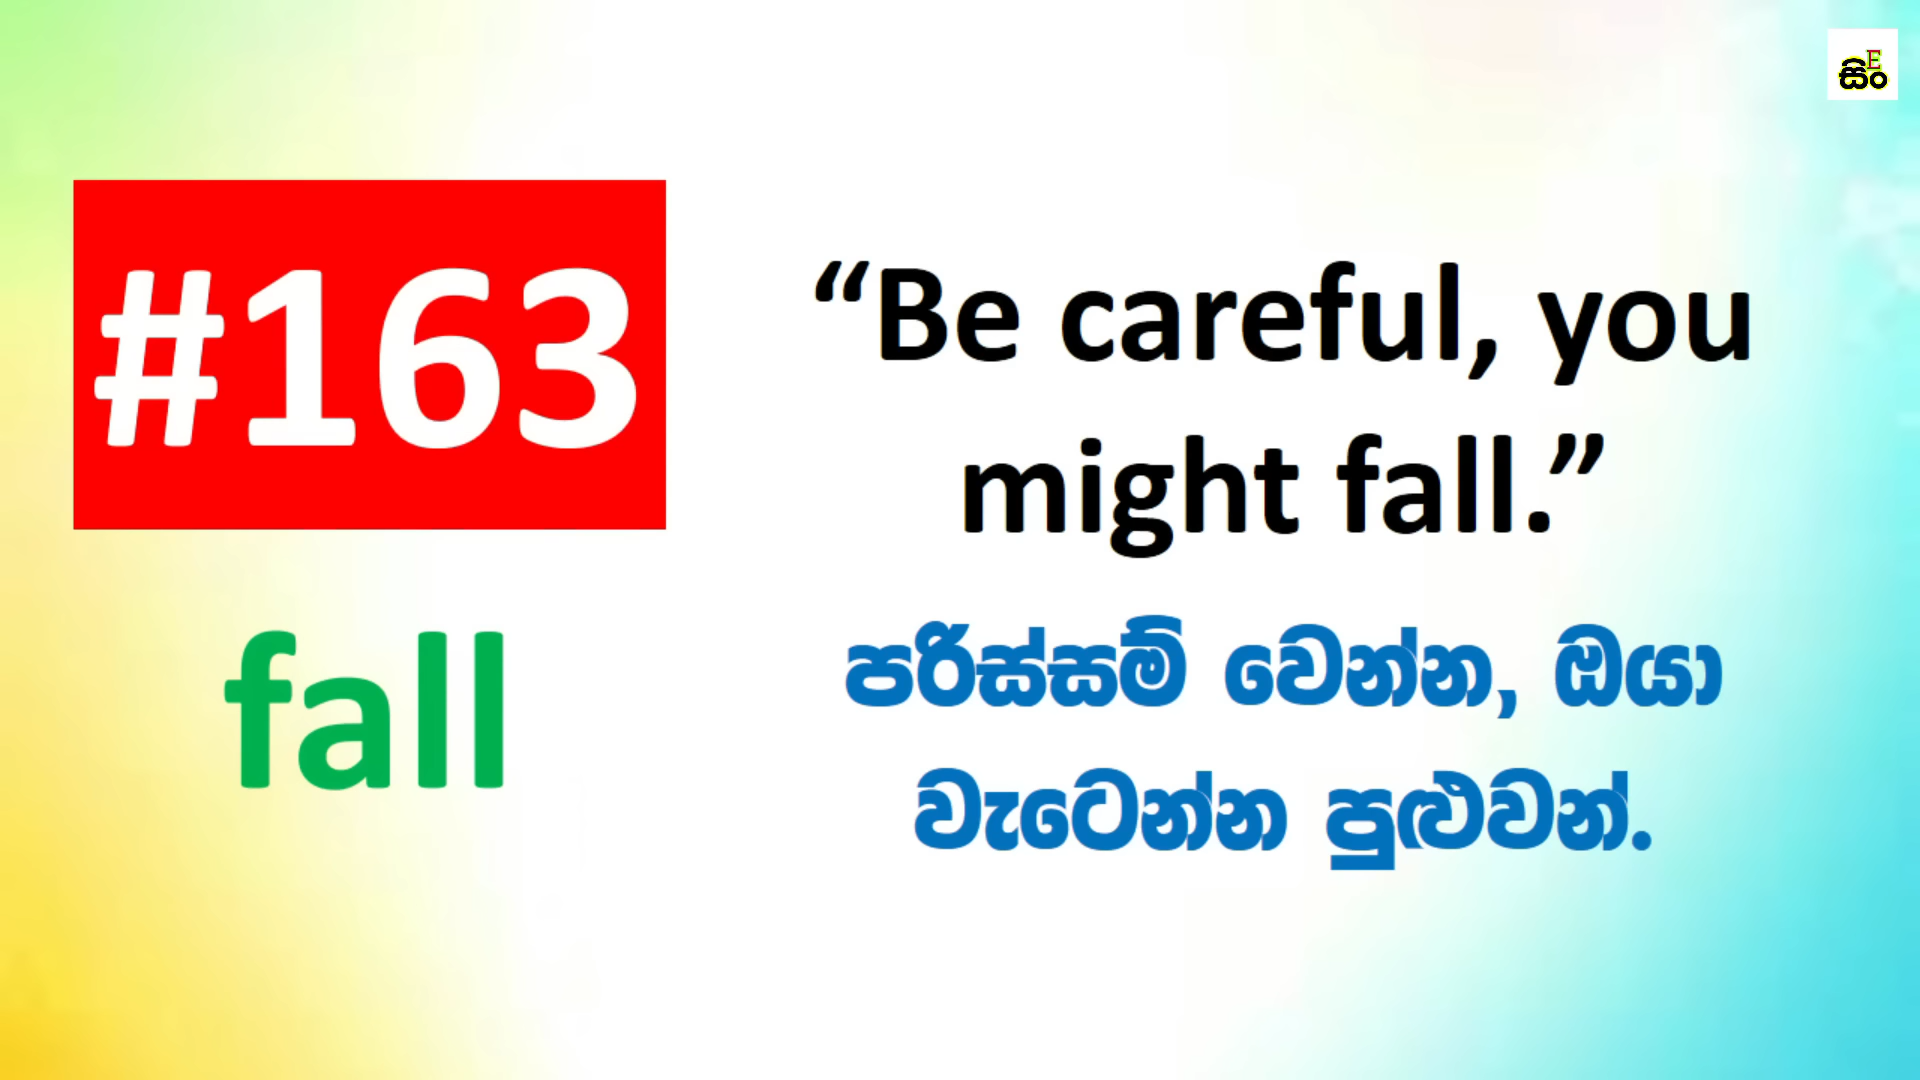 සිංE
#163
fall
“Be careful, you
might fall.”
පරිස්සම් වෙන්න, ඔයා
වැටෙන්න පුළුවන්.